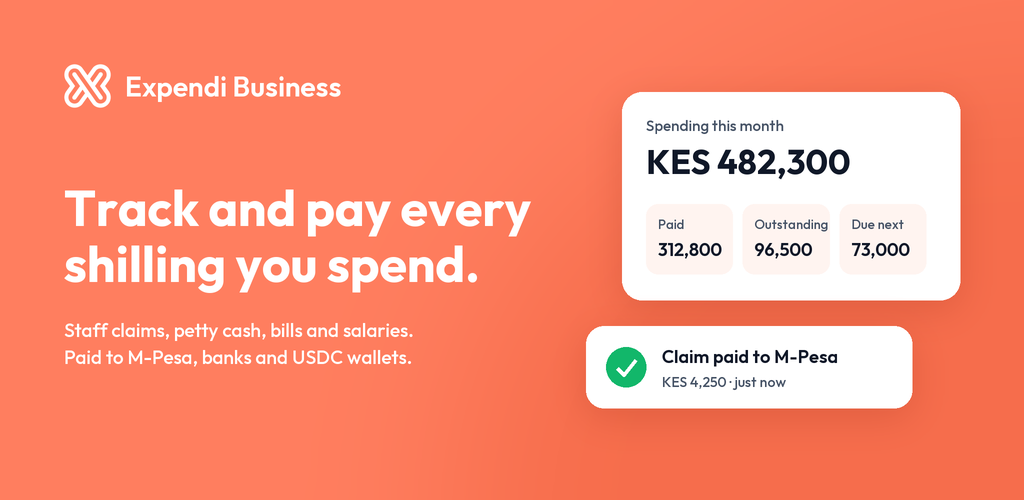 Expendi Business
Track and pay every
shilling you spend.
Staff claims, petty cash, bills and salaries.
Paid to M-Pesa, banks and USDC wallets.
Spending this month
KES 482,300
Paid
312,800
Outstanding
96,500
Due next
73,000
Claim paid to M-Pesa
KES 4,250 · just now